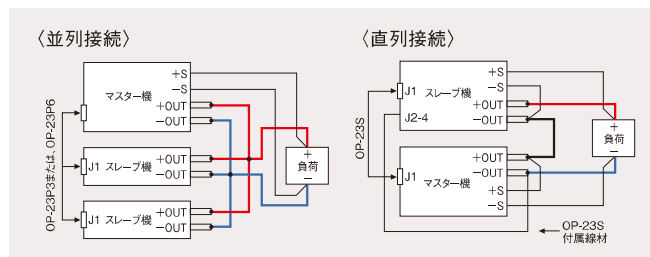 〈並列接続〉
マスター機
+S
−S
+OUT
−OUT
J1 スレーブ機
+OUT
−OUT
J1 スレーブ機
+OUT
−OUT
+
負荷
−
OP-23P3または、OP-23P6
〈直列接続〉
J1 スレーブ機
J2-4
+S
−S
+OUT
−OUT
J1
マスター機
+OUT
−OUT
+S
−S
+
負荷
−
OP-23S
OP-23S
付属線材